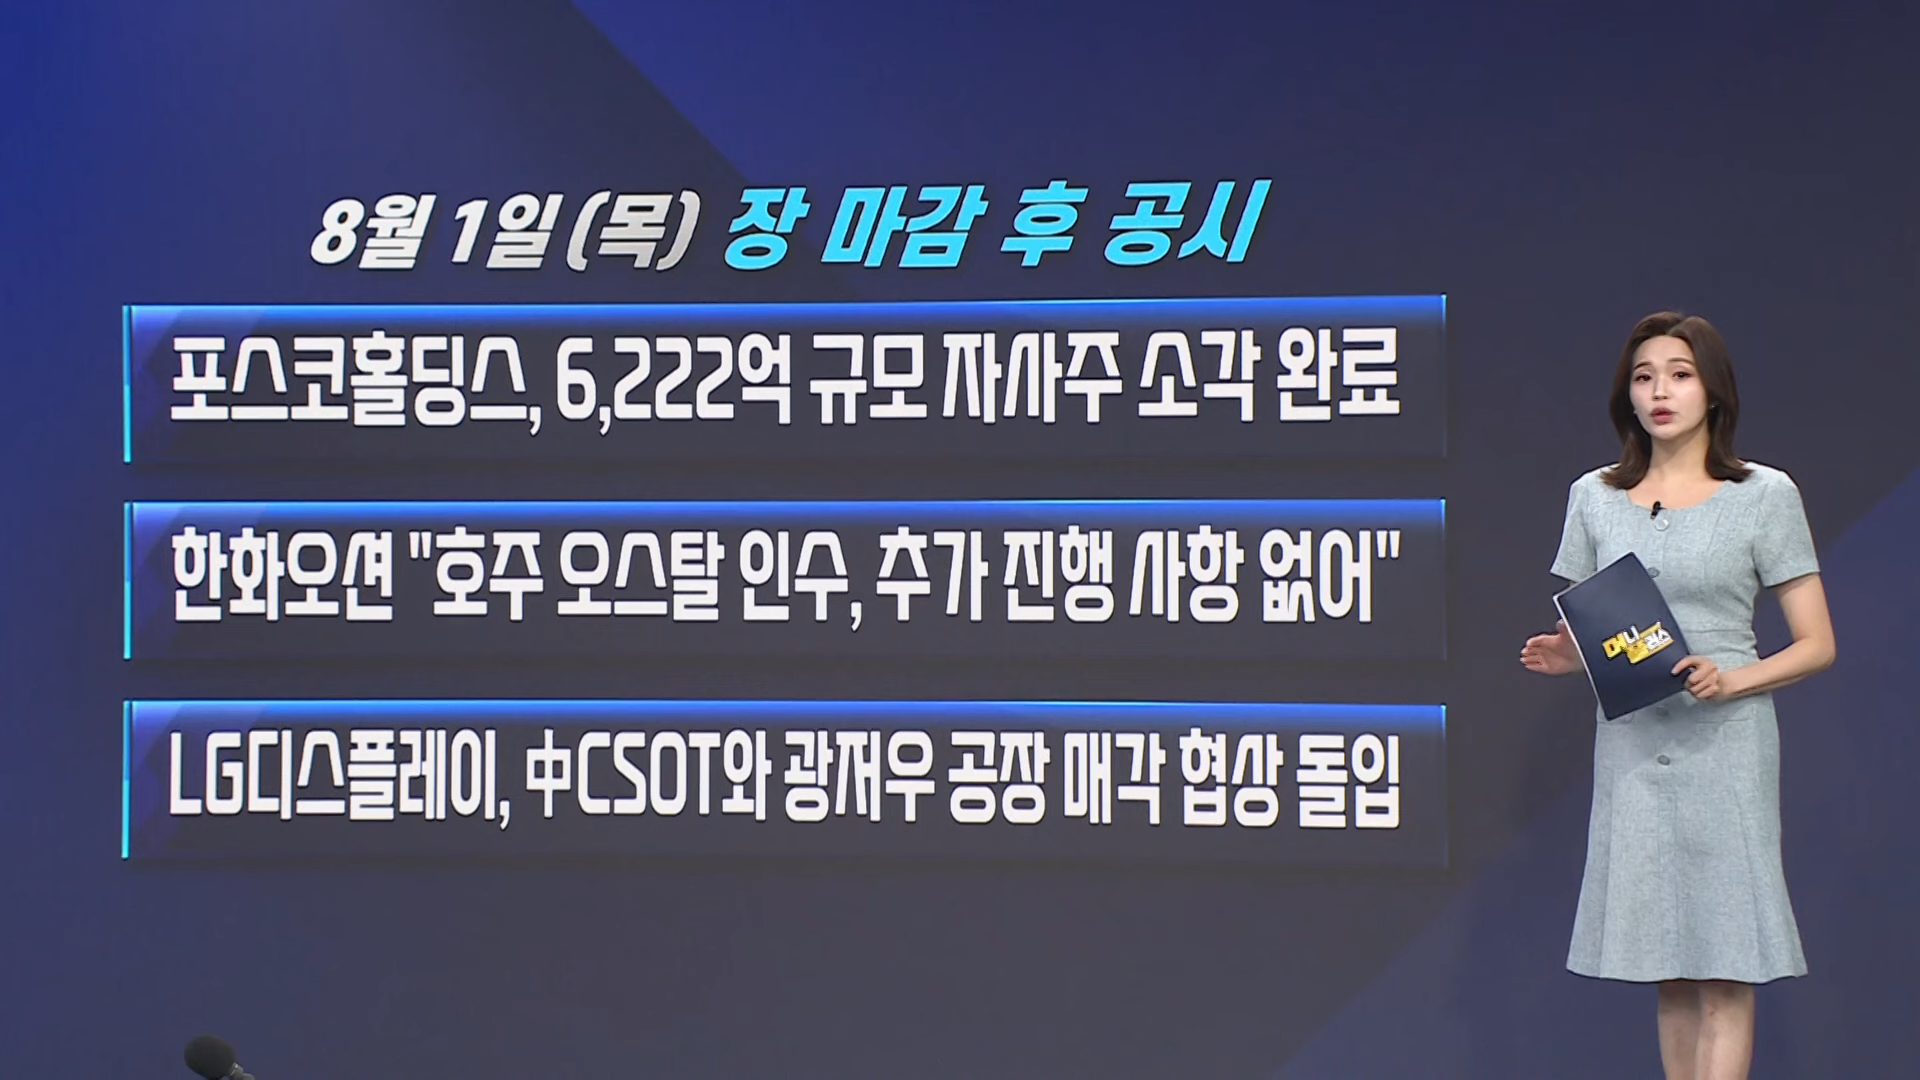 8월 1일(목) 장 마감 후 공시
포스코홀딩스, 6,222억 규모 자사주 소각 완료
한화오션 "호주 오스탈 인수, 추가 진행 사항 없어"
LG디스플레이, 中CSOT와 광저우 공장 매각 협상 돌입
머니